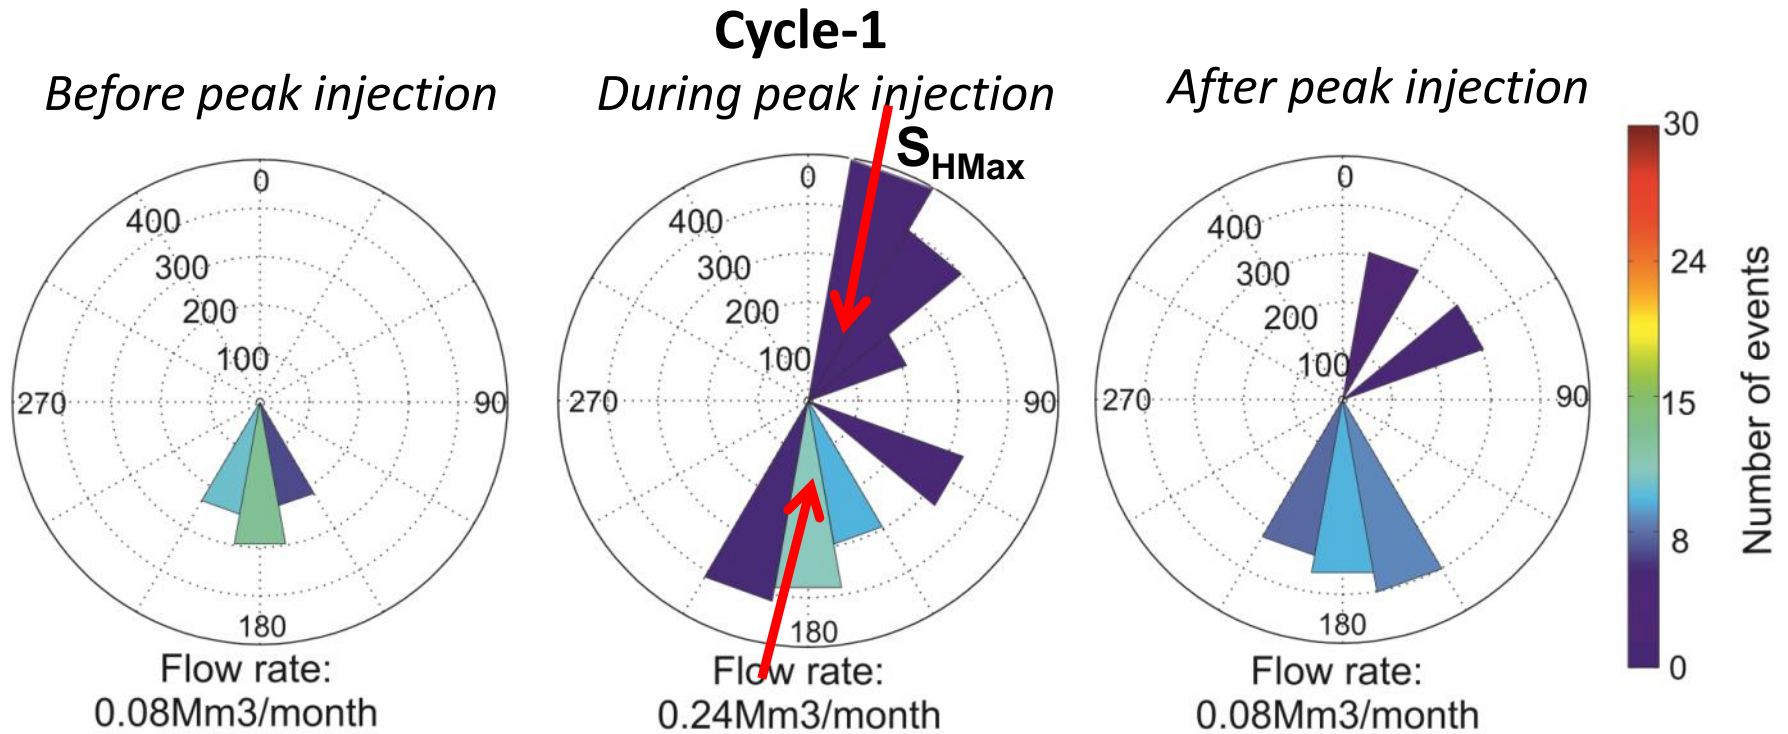 Cycle-1
Before peak injection
During peak injection
After peak injection
SHMax
0
400
300
200
100
270
90
180
Flow rate:
0.08Mm3/month
0
400
300
200
100
270
90
180
Flow rate:
0.24Mm3/month
0
400
300
200
100
270
90
180
Flow rate:
0.08Mm3/month
30
24
15
8
0
Number of events